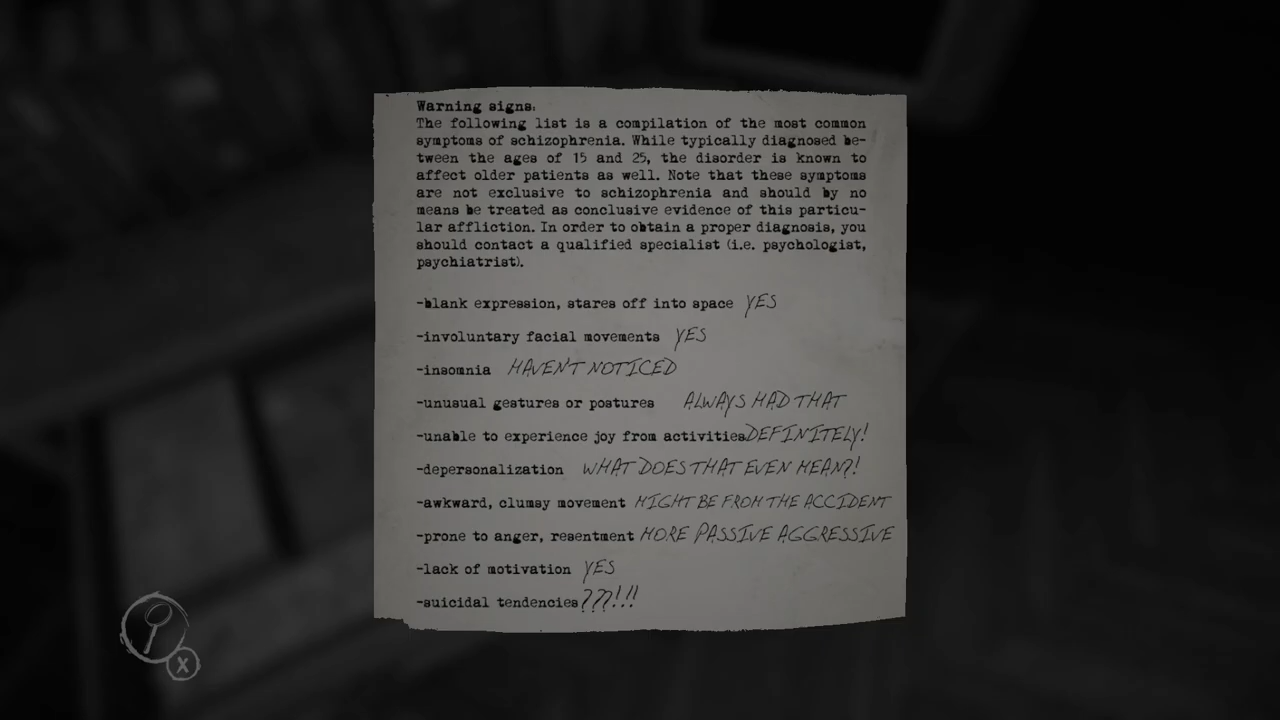 Warning signs:
The following list is a compilation of the most common
symptoms of schizophrenia. While typically diagnosed be-
tween the ages of 15 and 25, the disorder is known to
affect older patients as well. Note that these symptoms
are not exclusive to schizophrenia and should by no
means be treated as conclusive evidence of this particu-
lar affliction. In order to obtain a proper diagnosis, you
should contact a qualified specialist (i.e. psychologist,
psychiatrist).
-blank expression, stares off into space YES
-involuntary facial movements YES
-insomnia HAVEN'T NOTICED
-unusual gestures or postures ALWAYS HAD THAT
-unable to experience joy from activities DEFINITELY!
-depersonalization WHAT DOES THAT EVEN MEAN?!
-awkward, clumsy movement MIGHT BE FROM THE ACCIDENT
-prone to anger, resentment MORE PASSIVE AGGRESSIVE
-lack of motivation YES
-suicidal tendencies ???!!!
X